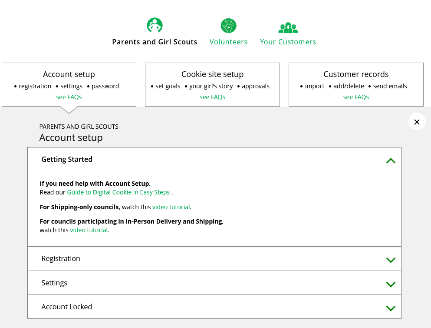 Parents and Girl Scouts
Volunteers
Your Customers
Account setup
• registration • settings • password
see FAQs
Cookie site setup
• set goals • your girl's story • approvals
see FAQs
Customer records
• import • add/delete • send emails
see FAQs
PARENTS AND GIRL SCOUTS
Account setup
Getting Started
If you need help with Account Setup,
Read our Guide to Digital Cookie in Easy Steps..
For Shipping-only councils, watch this video tutorial.
For councils participating in In-Person Delivery and Shipping,
watch this video tutorial.
Registration
Settings
Account Locked